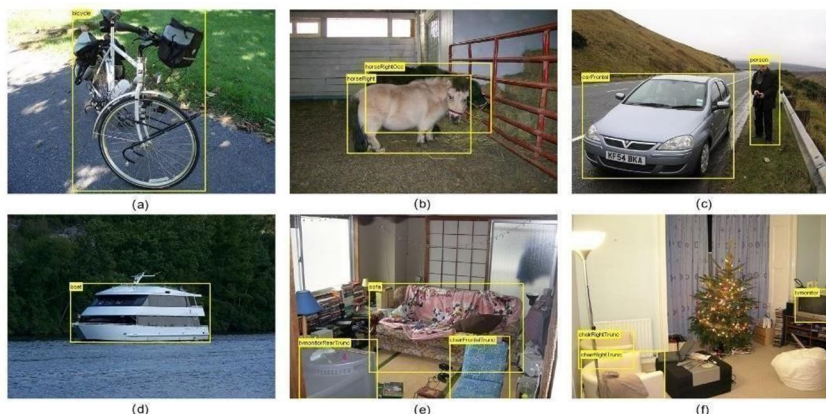 bicycle
horseRightOcc
horseRight
person
carFrontal
KF54 BKA
(a)
(b)
(c)
boat
sofa
tvmonitor
chairRightTrunc
tvmonitorRearTrunc
chairFrontalTrunc
chairRightTrunc
(d)
(e)
(f)